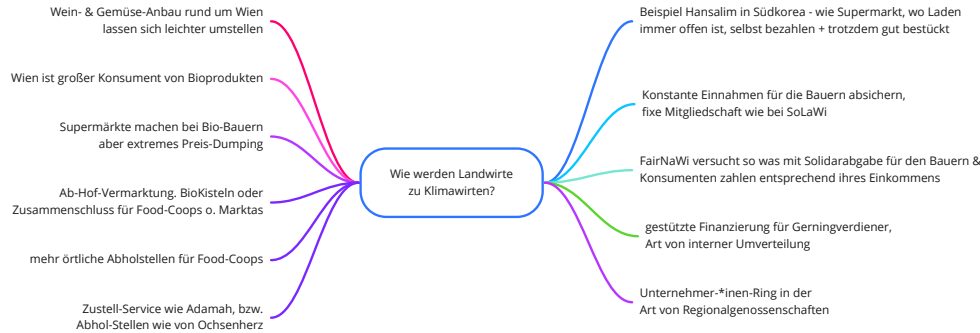 Wie werden Landwirte
zu Klimawirten?
Wein- & Gemüse-Anbau rund um Wien
lassen sich leichter umstellen
Wien ist großer Konsument von Bioprodukten
Supermärkte machen bei Bio-Bauern
aber extremes Preis-Dumping
Ab-Hof-Vermarktung. BioKisteln oder
Zusammenschluss für Food-Coops o. Marktas
mehr örtliche Abholstellen für Food-Coops
Zustell-Service wie Adamah, bzw.
Abhol-Stellen wie von Ochsenherz
Beispiel Hansalim in Südkorea - wie Supermarkt, wo Laden
immer offen ist, selbst bezahlen + trotzdem gut bestückt
Konstante Einnahmen für die Bauern absichern,
fixe Mitgliedschaft wie bei SoLaWi
FairNaWi versucht so was mit Solidarabgabe für den Bauern &
Konsumenten zahlen entsprechend ihres Einkommens
gestützte Finanzierung für Gerningverdiener,
Art von interner Umverteilung
Unternehmer-*inen-Ring in der
Art von Regionalgenossenschaften